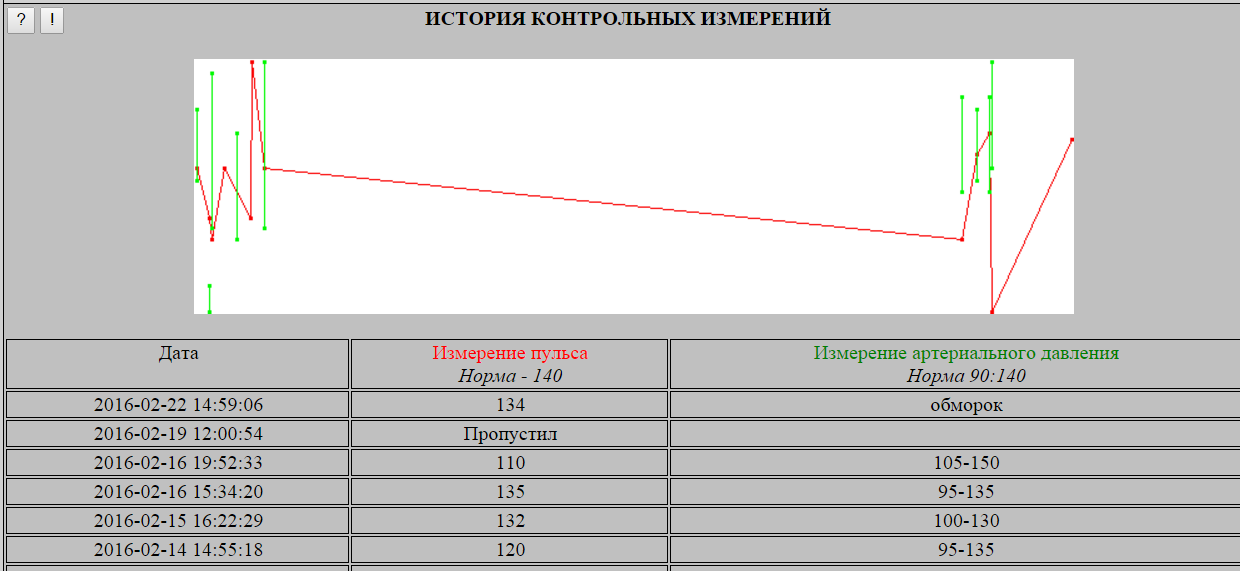 ? !
ИСТОРИЯ КОНТРОЛЬНЫХ ИЗМЕРЕНИЙ
Дата Измерение пульса Измерение артериального давления
Норма - 140 Норма 90:140
2016-02-22 14:59:06 134 обморок
2016-02-19 12:00:54 Пропустил
2016-02-16 19:52:33 110 105-150
2016-02-16 15:34:20 135 95-135
2016-02-15 16:22:29 132 100-130
2016-02-14 14:55:18 120 95-135